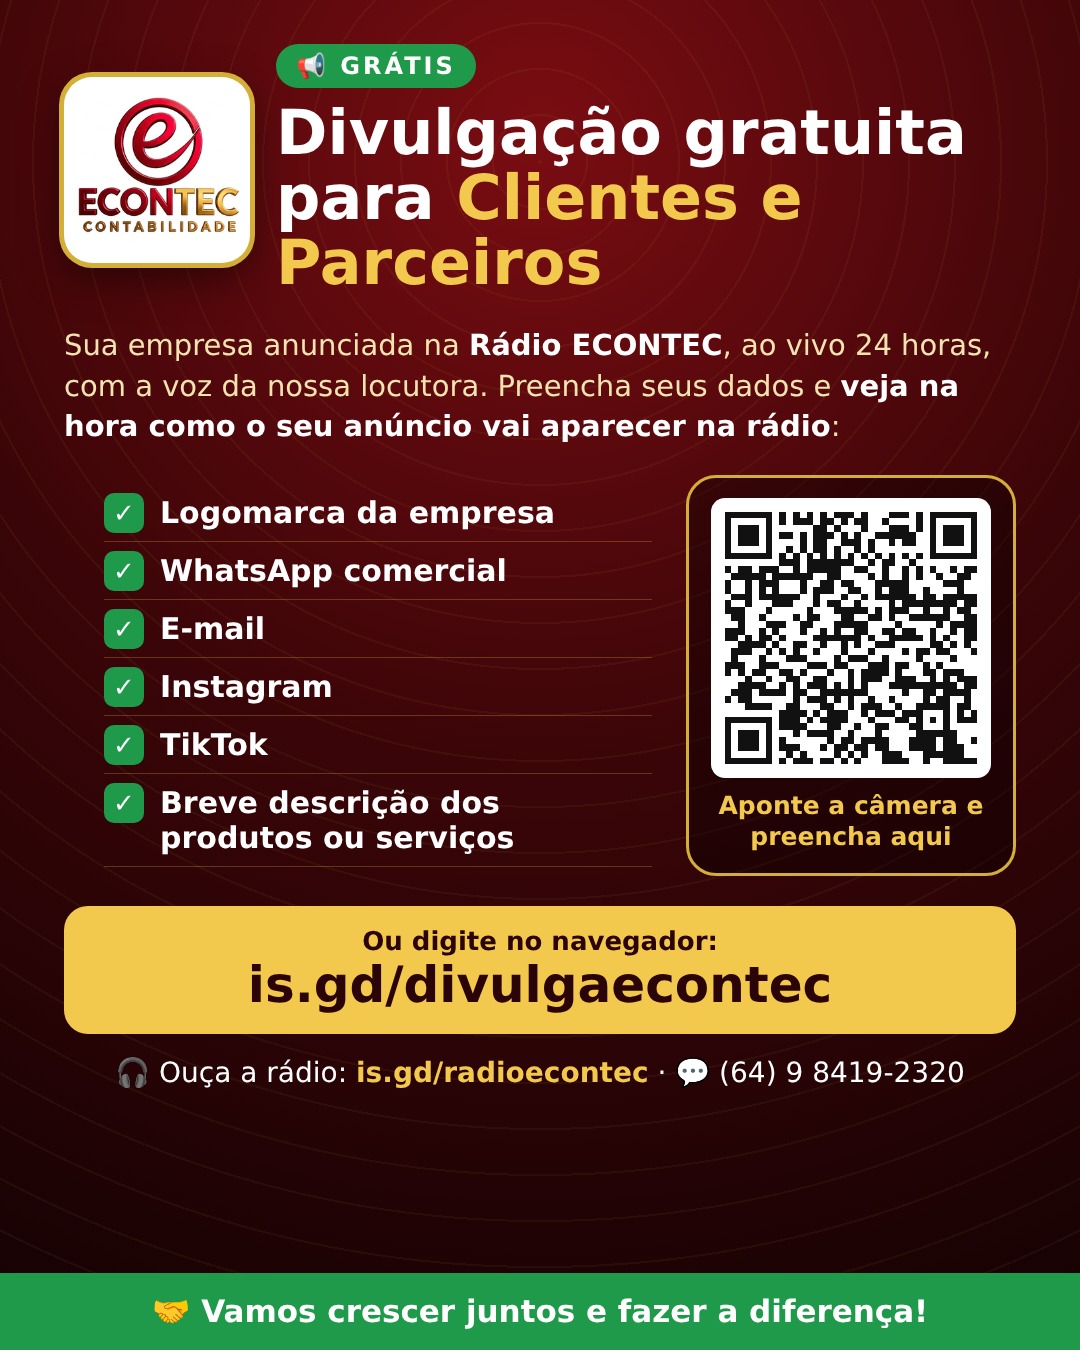 📢 GRÁTIS
Divulgação gratuita
para Clientes e
Parceiros
ECONTEC
CONTABILIDADE
Sua empresa anunciada na Rádio ECONTEC, ao vivo 24 horas,
com a voz da nossa locutora. Preencha seus dados e veja na
hora como o seu anúncio vai aparecer na rádio:
✓ Logomarca da empresa
✓ WhatsApp comercial
✓ E-mail
✓ Instagram
✓ TikTok
✓ Breve descrição dos
produtos ou serviços
Aponte a câmera e
preencha aqui
Ou digite no navegador:
is.gd/divulgaecontec
🎧 Ouça a rádio: is.gd/radioecontec · 💬 (64) 9 8419-2320
🤝 Vamos crescer juntos e fazer a diferença!